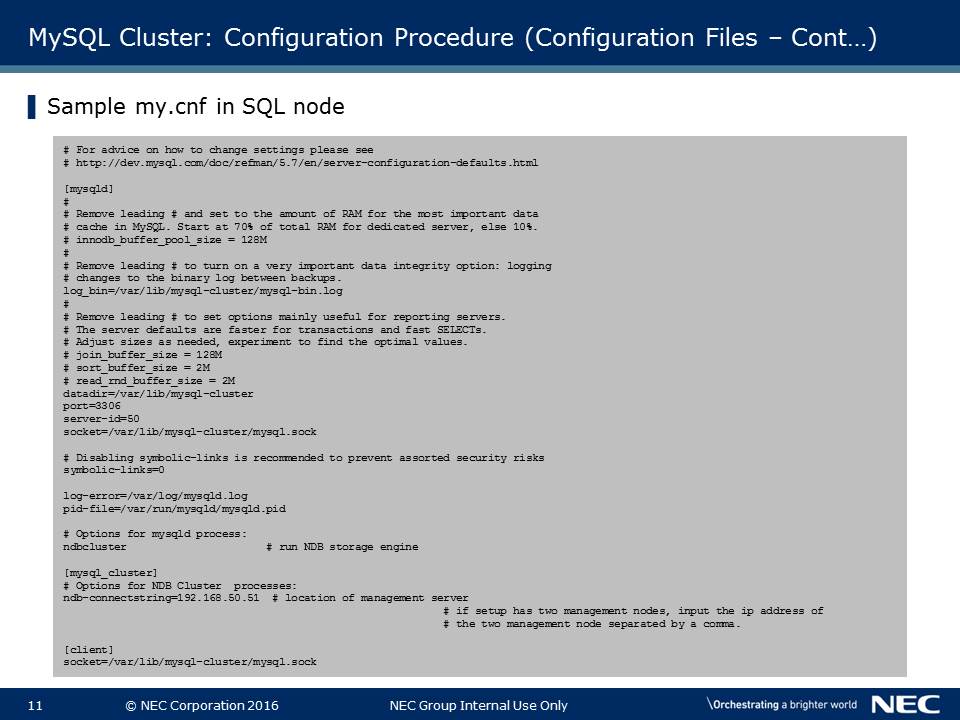 MySQL Cluster: Configuration Procedure (Configuration Files – Cont…)
Sample my.cnf in SQL node
# For advice on how to change settings please see
# http://dev.mysql.com/doc/refman/5.7/en/server-configuration-defaults.html
[mysqld]
#
# Remove leading # and set to the amount of RAM for the most important data
# cache in MySQL. Start at 70% of total RAM for dedicated server, else 10%.
# innodb_buffer_pool_size = 128M
#
# Remove leading # to turn on a very important data integrity option: logging
# changes to the binary log between backups.
log_bin=/var/lib/mysql-cluster/mysql-bin.log
#
# Remove leading # to set options mainly useful for reporting servers.
# The server defaults are faster for transactions and fast SELECTs.
# Adjust sizes as needed, experiment to find the optimal values.
# join_buffer_size = 128M
# sort_buffer_size = 2M
# read_rnd_buffer_size = 2M
datadir=/var/lib/mysql-cluster
port=3306
server-id=50
socket=/var/lib/mysql-cluster/mysql.sock
# Disabling symbolic-links is recommended to prevent assorted security risks
symbolic-links=0
log-error=/var/log/mysqld.log
pid-file=/var/run/mysqld/mysqld.pid
# Options for mysqld process:
ndbcluster # run NDB storage engine
[mysql_cluster]
# Options for NDB Cluster processes:
ndb-connectstring=192.168.50.51 # location of management server
# if setup has two management nodes, input the ip address of
# the two management node separated by a comma.
[client]
socket=/var/lib/mysql-cluster/mysql.sock
11 © NEC Corporation 2016 NEC Group Internal Use Only \Orchestrating a brighter world NEC